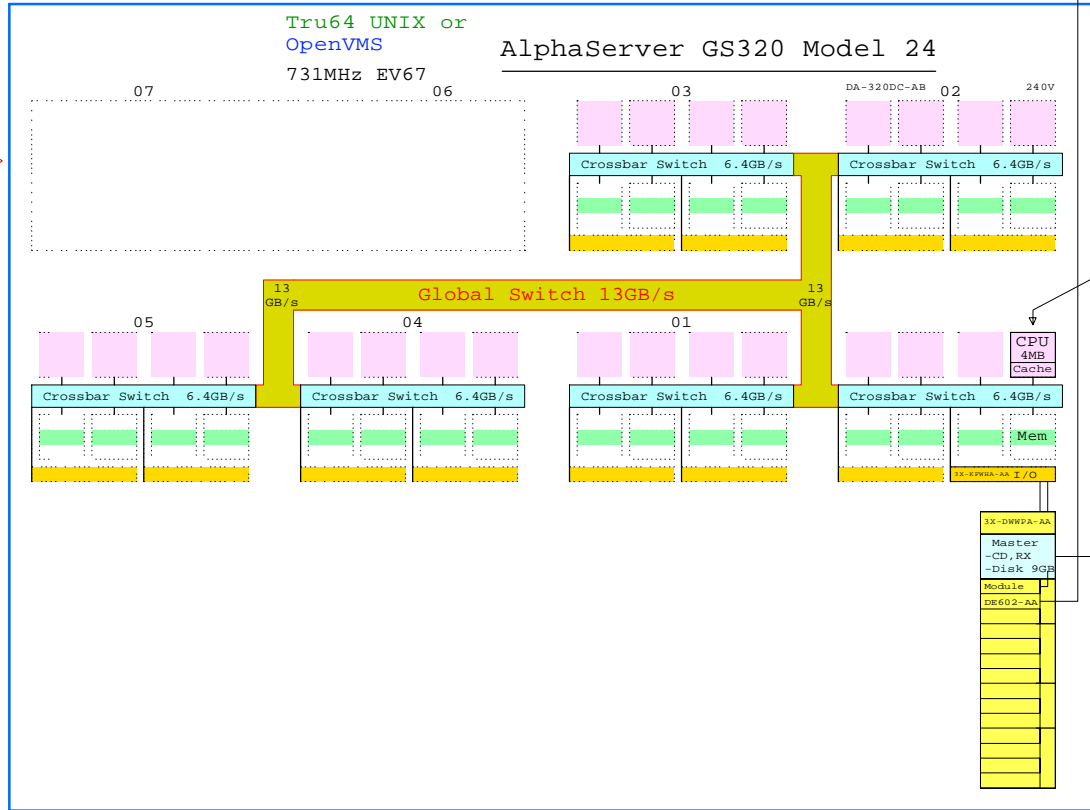 Tru64 UNIX or
OpenVMS
731MHz EV67
AlphaServer GS320 Model 24
07
06
03
DA-320DC-AB
02
240V
Crossbar Switch 6.4GB/s
Crossbar Switch 6.4GB/s
13
GB/s
Global Switch 13GB/s
13
GB/s
05
04
01
CPU
4MB
Cache
Crossbar Switch 6.4GB/s
Crossbar Switch 6.4GB/s
Crossbar Switch 6.4GB/s
Crossbar Switch 6.4GB/s
Mem
3X-KFWHA-AA I/O
3X-DWWPA-AA
Master
-CD,RX
-Disk 9GB
Module
DE602-AA